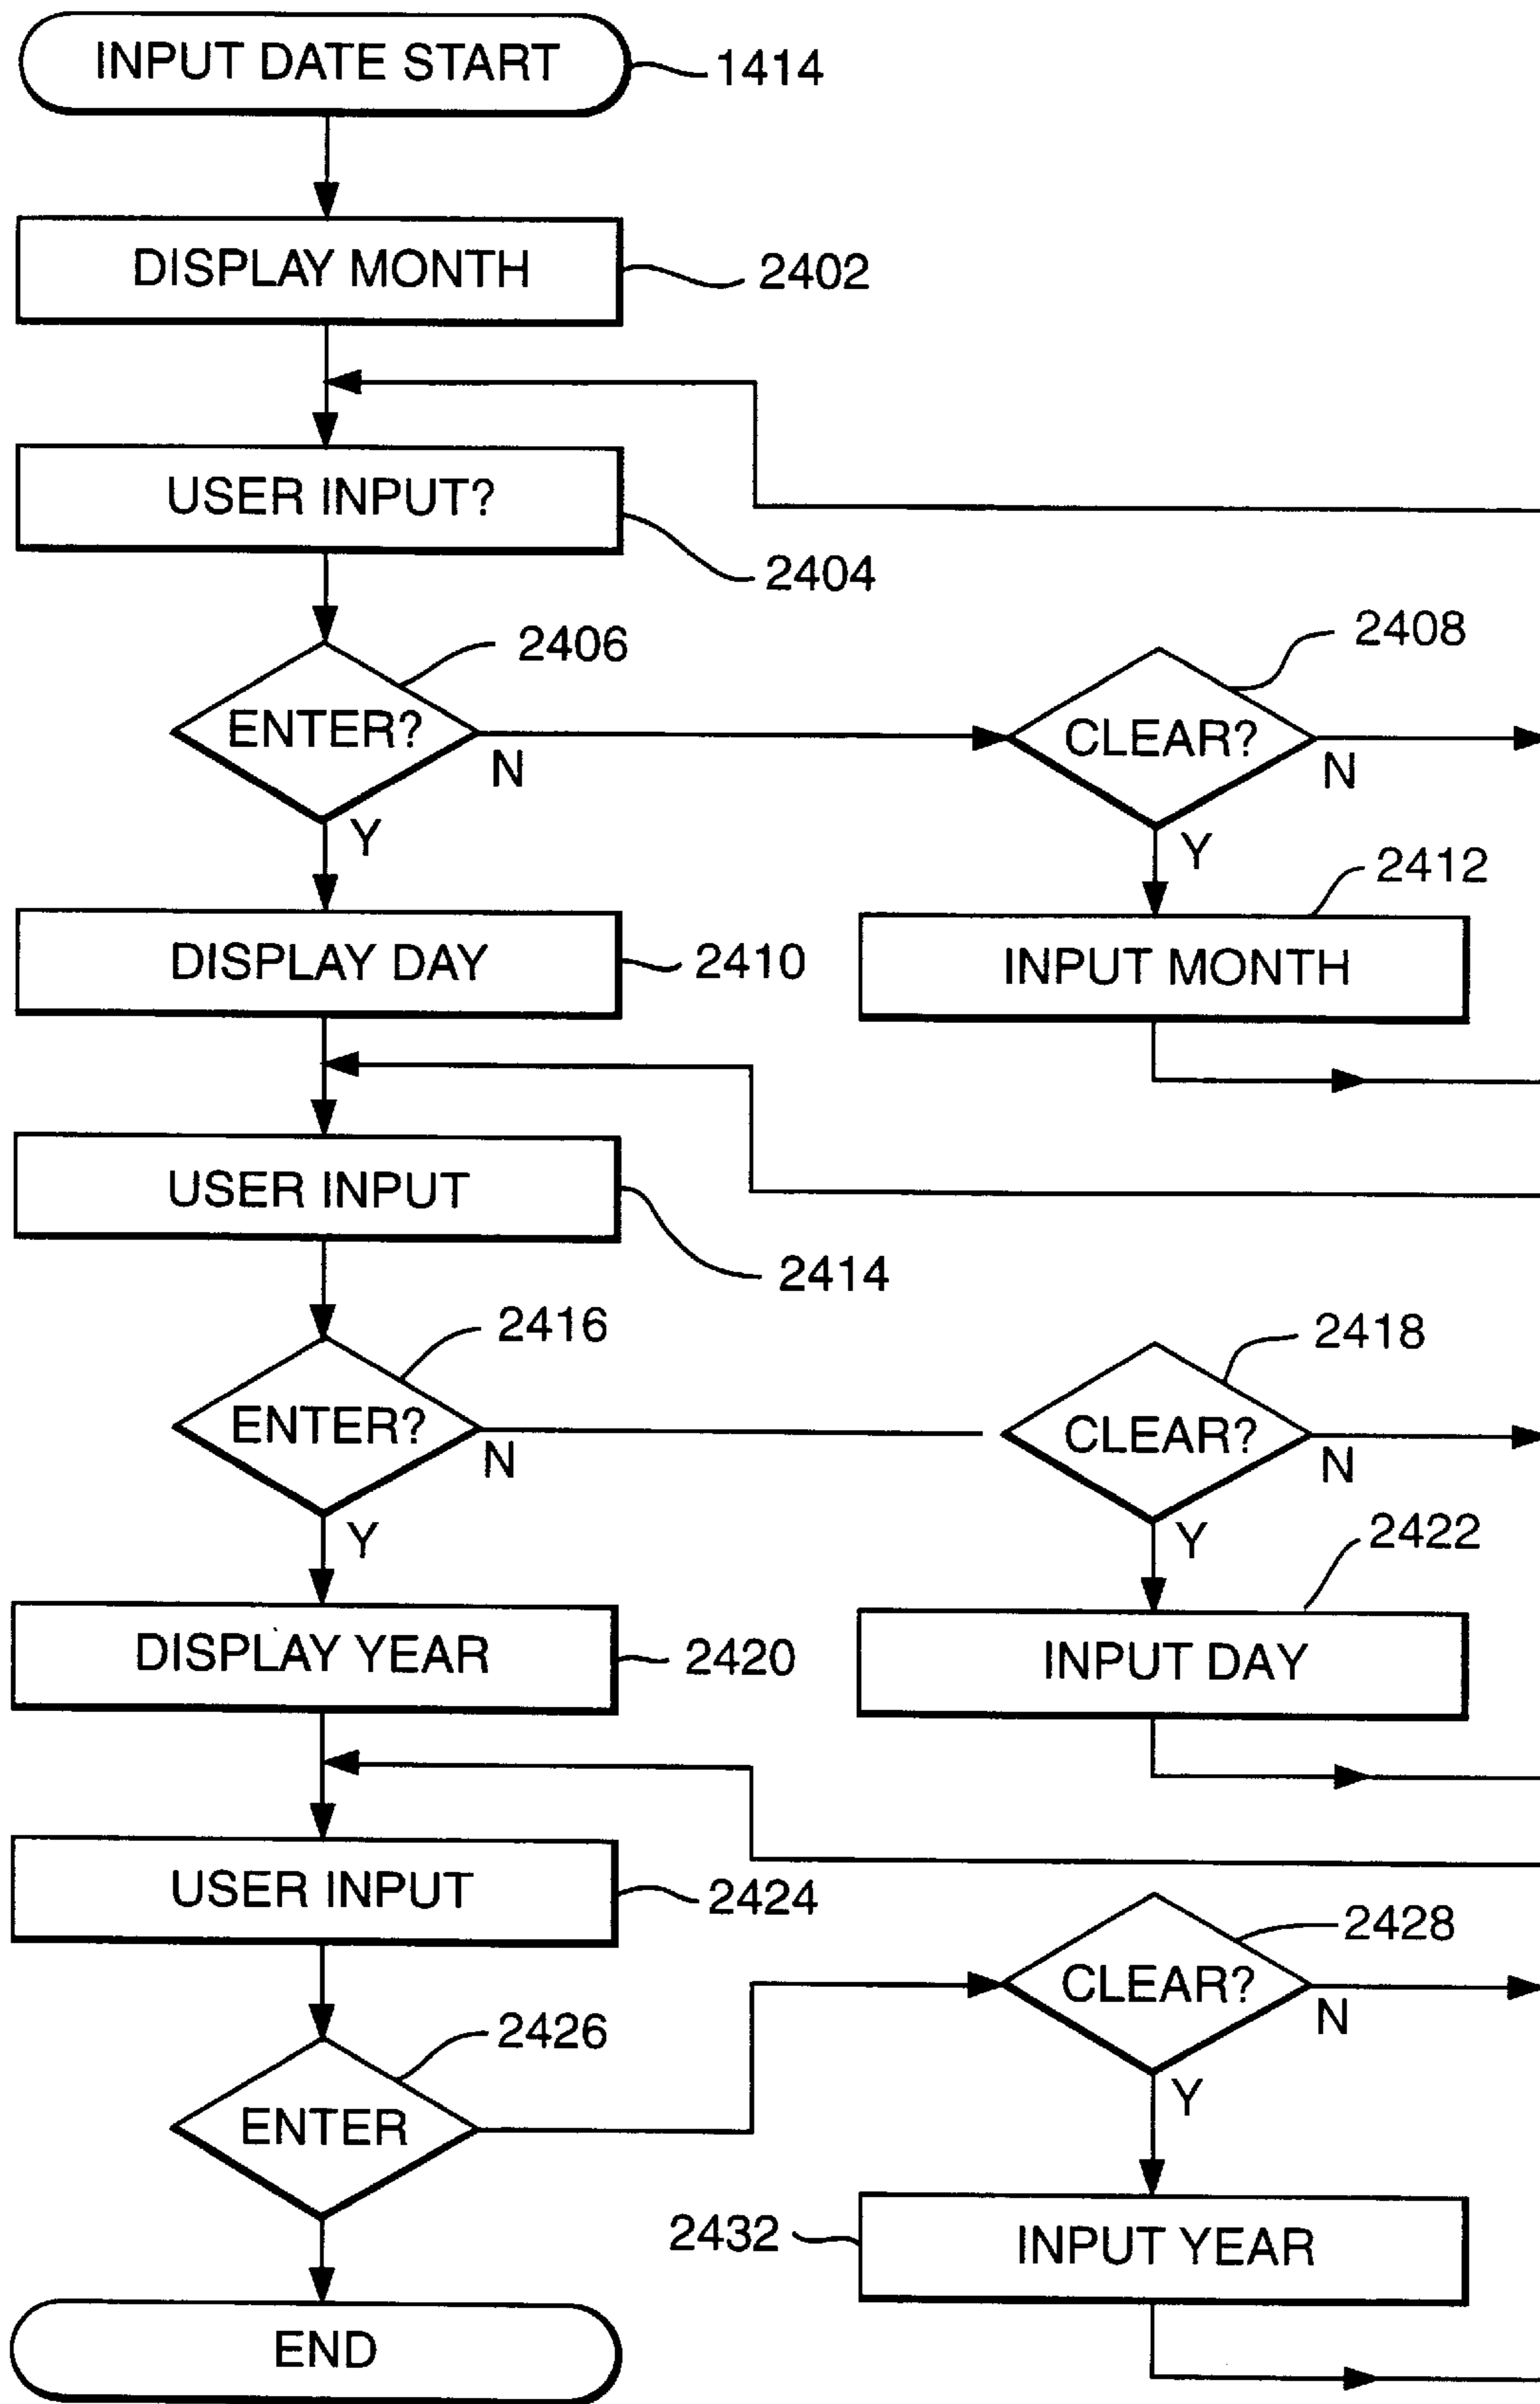 INPUT DATE START
1414
DISPLAY MONTH
2402
USER INPUT?
2404
2406
2408
ENTER?
N
CLEAR?
N
Y
Y
2412
DISPLAY DAY
2410
INPUT MONTH
USER INPUT
2414
2416
2418
ENTER?
N
CLEAR?
N
Y
Y
2422
DISPLAY YEAR
2420
INPUT DAY
USER INPUT
2424
2428
CLEAR?
N
2426
Y
ENTER
2432
INPUT YEAR
END